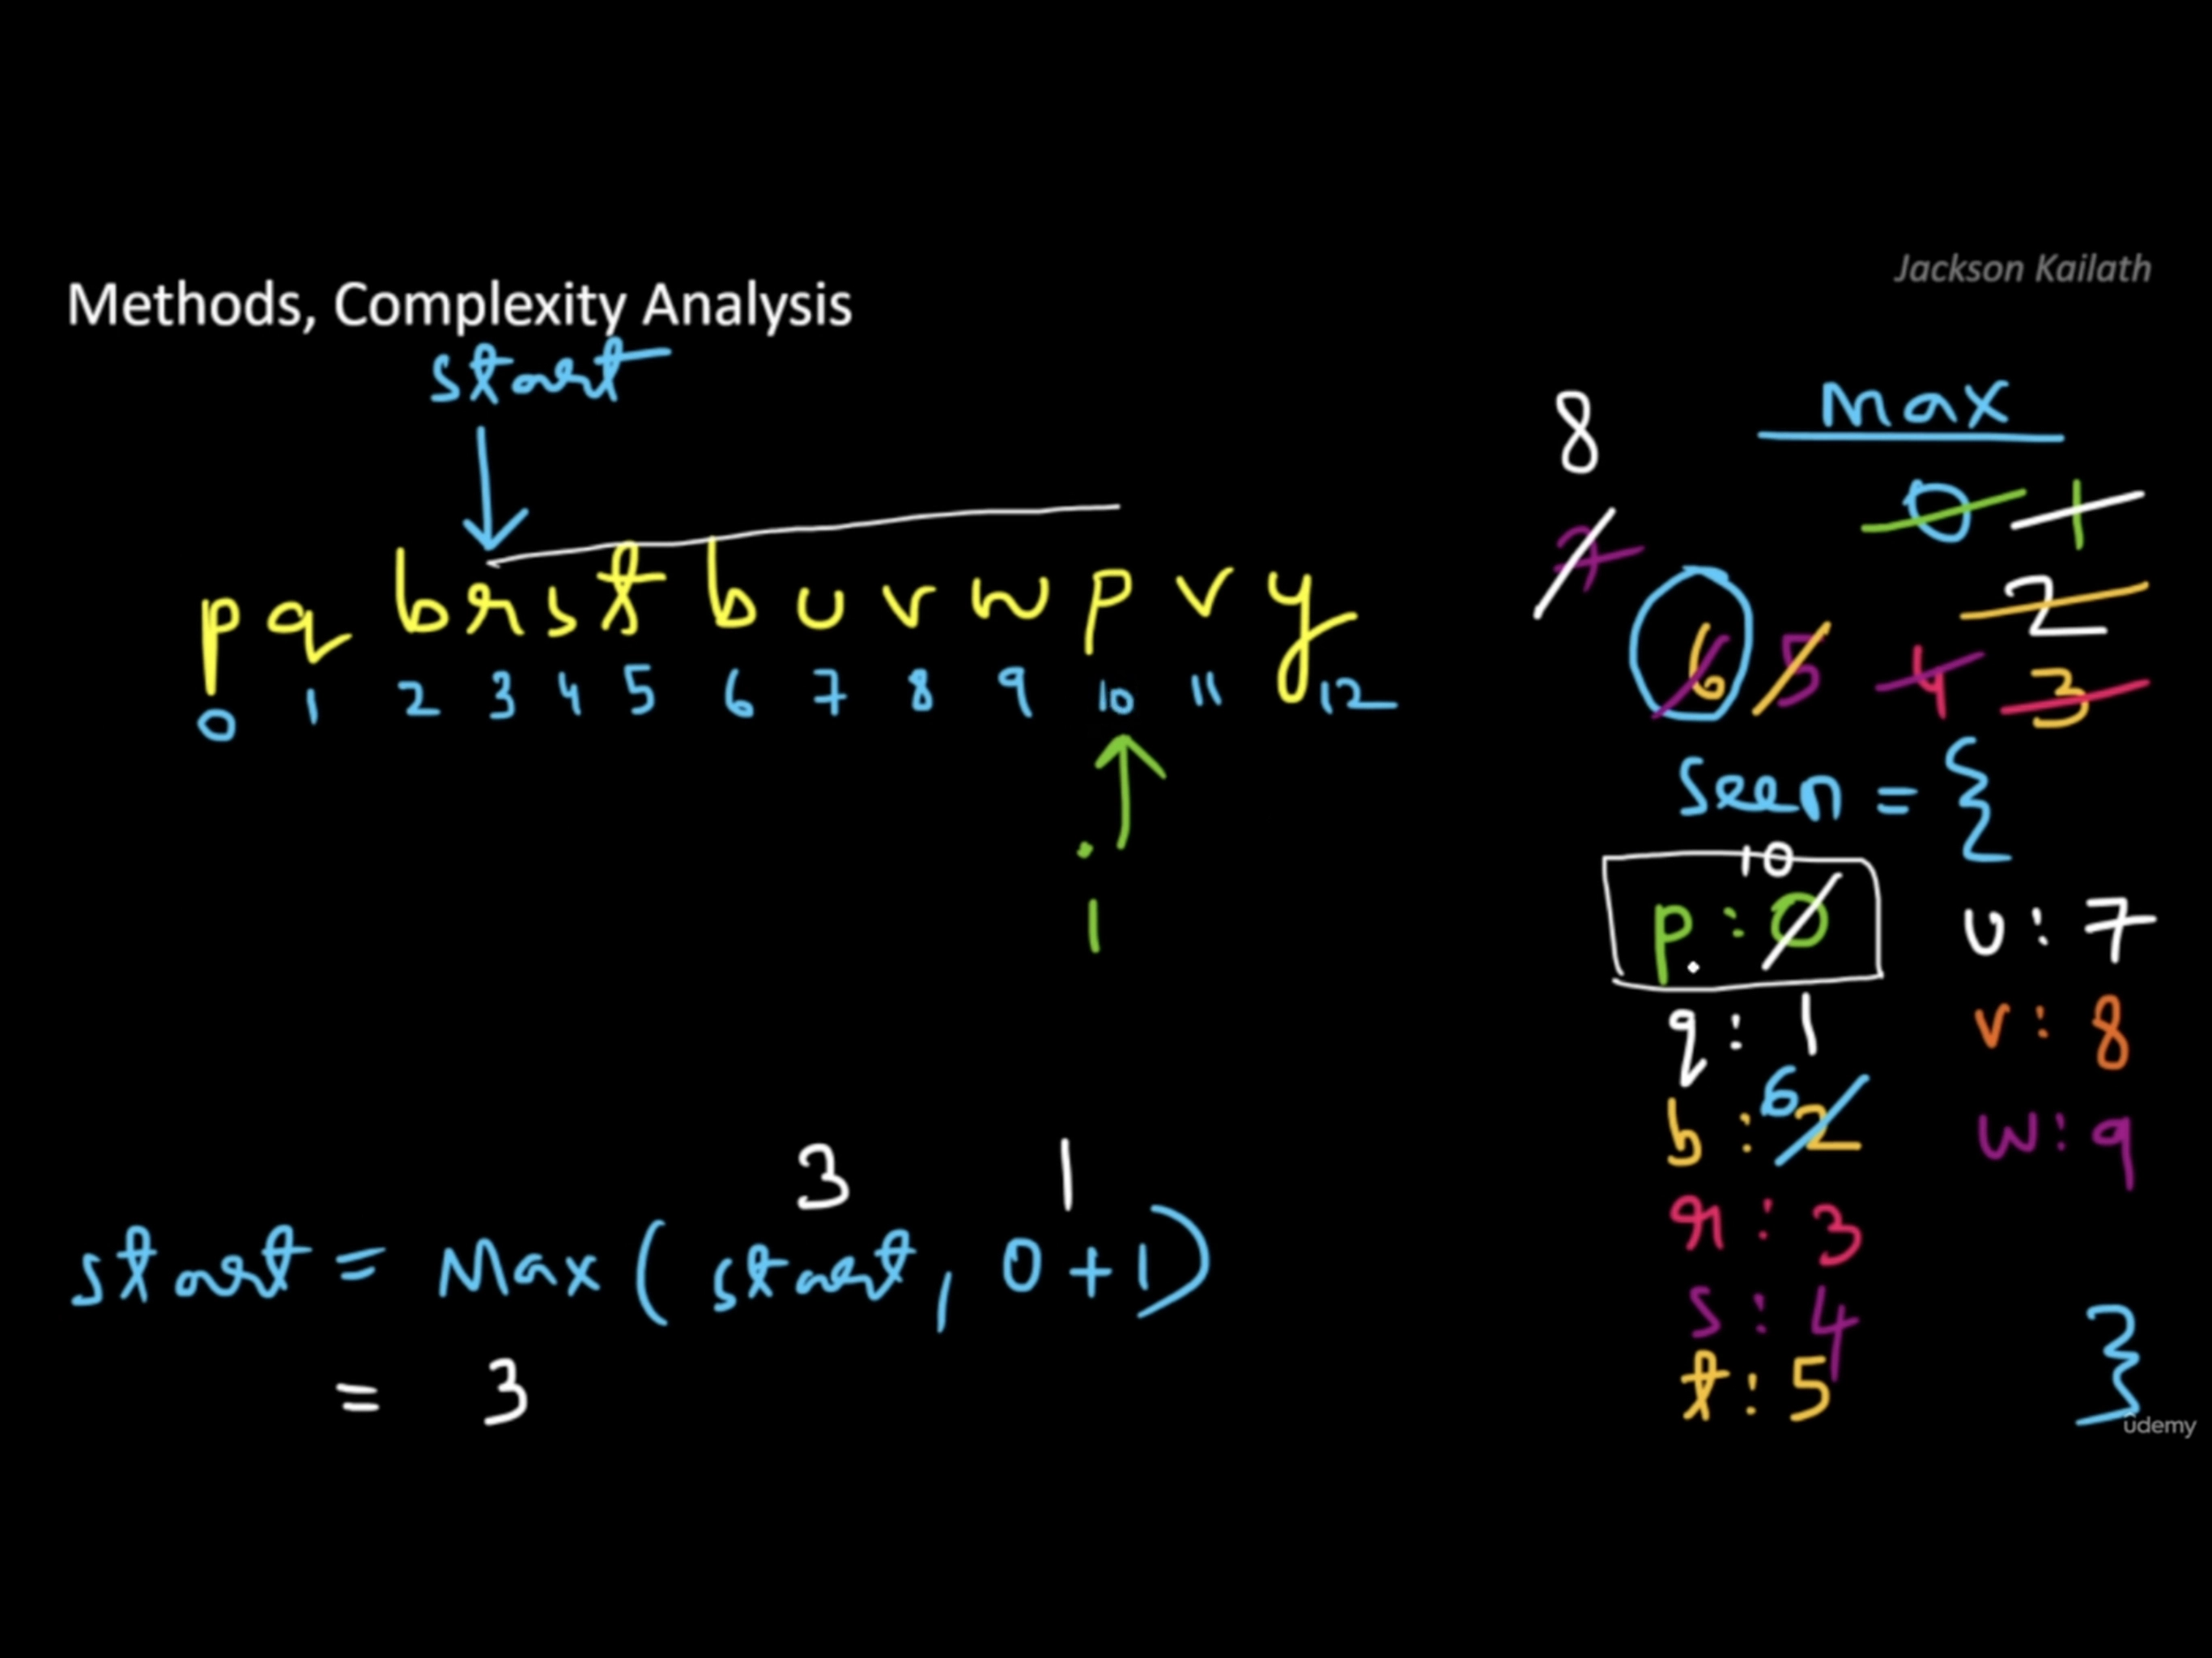 Jackson Kailath
Methods, Complexity Analysis
start
max
8
0 1
7
2
6 5 4 3
p q b r s t b u v w p v y
0 1 2 3 4 5 6 7 8 9 10 11 12
i
seen = {
10
p : 0
u : 7
q : 1
v : 8
6
b : 2
w : 9
r : 3
s : 4
t : 5
}
3 1
start = Max ( start, 0 + 1 )
= 3
udemy